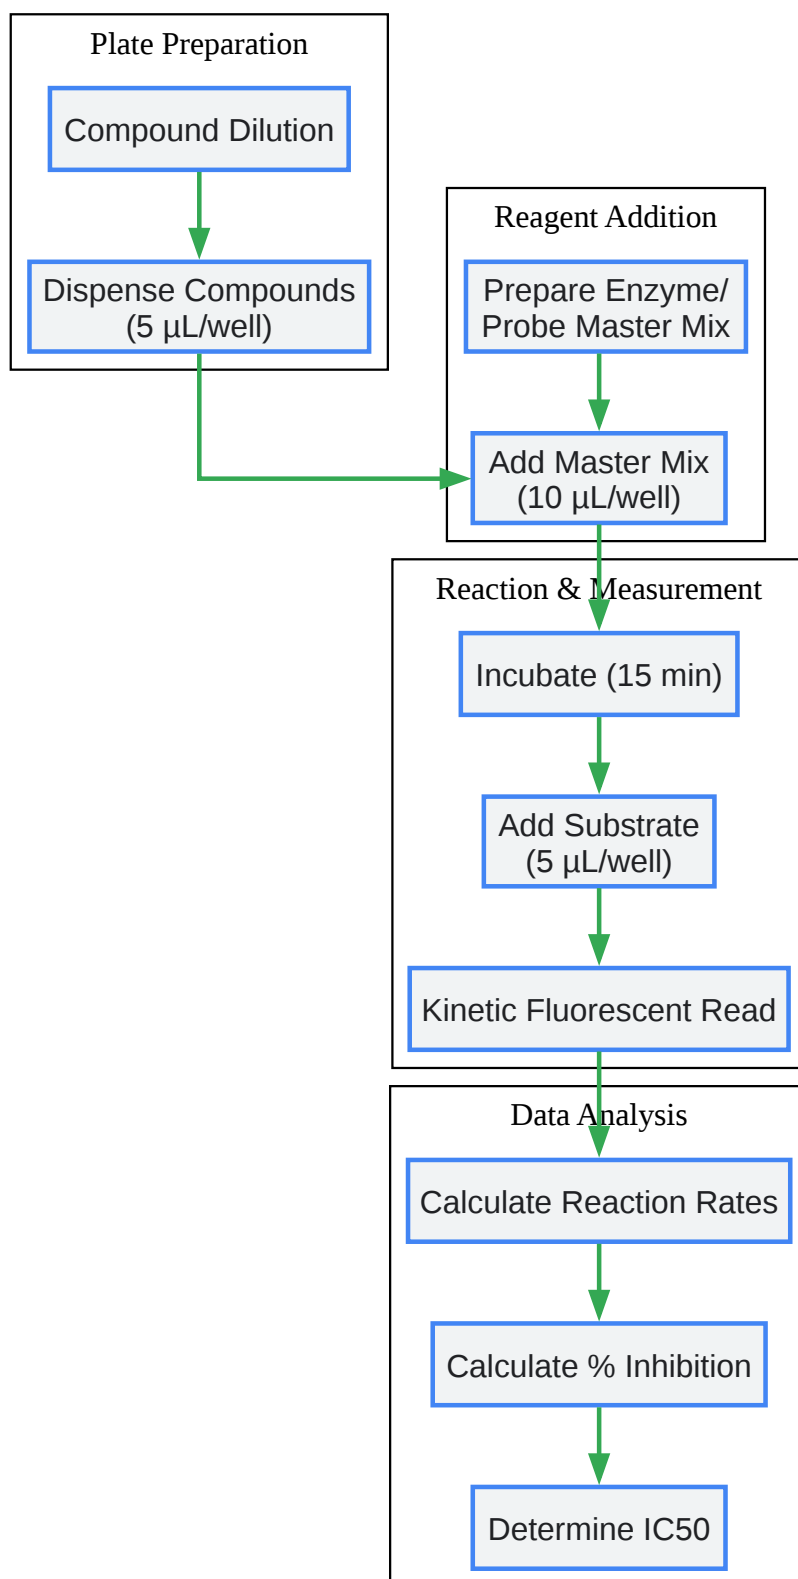 Plate Preparation
Compound Dilution
Dispense Compounds
(5 µL/well)
Reagent Addition
Prepare Enzyme/
Probe Master Mix
Add Master Mix
(10 µL/well)
Reaction & Measurement
Incubate (15 min)
Add Substrate
(5 µL/well)
Kinetic Fluorescent Read
Data Analysis
Calculate Reaction Rates
Calculate % Inhibition
Determine IC50